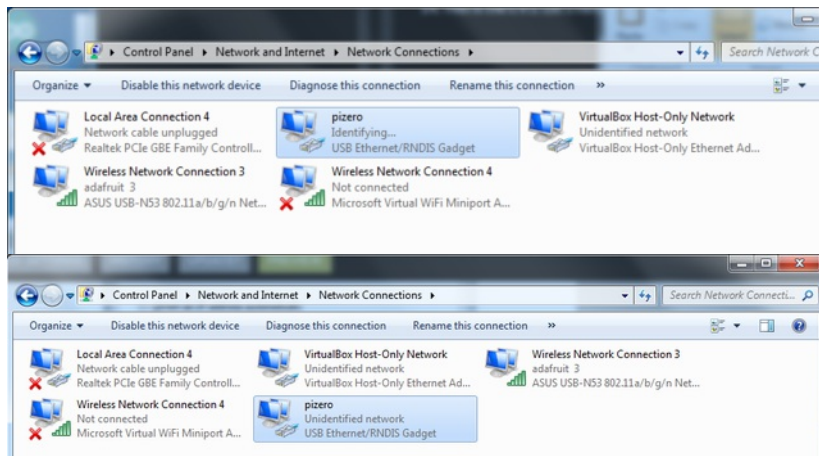 Control Panel ▸ Network and Internet ▸ Network Connections ▸
Search Network C
Organize ▾ Disable this network device Diagnose this connection Rename this connection »
Local Area Connection 4
Network cable unplugged
Realtek PCIe GBE Family Controll...
pizero
Identifying...
USB Ethernet/RNDIS Gadget
VirtualBox Host-Only Network
Unidentified network
VirtualBox Host-Only Ethernet Ad...
Wireless Network Connection 3
adafruit 3
ASUS USB-N53 802.11a/b/g/n Net...
Wireless Network Connection 4
Not connected
Microsoft Virtual WiFi Miniport A...
Control Panel ▸ Network and Internet ▸ Network Connections ▸
Search Network Connecti...
Organize ▾ Disable this network device Diagnose this connection Rename this connection »
Local Area Connection 4
Network cable unplugged
Realtek PCIe GBE Family Controll...
VirtualBox Host-Only Network
Unidentified network
VirtualBox Host-Only Ethernet Ad...
Wireless Network Connection 3
adafruit 3
ASUS USB-N53 802.11a/b/g/n Net...
Wireless Network Connection 4
Not connected
Microsoft Virtual WiFi Miniport A...
pizero
Unidentified network
USB Ethernet/RNDIS Gadget